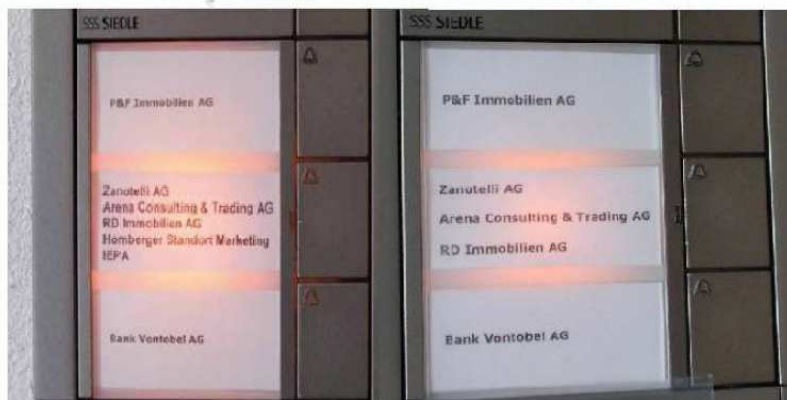 SSS SIEDLE
P&F Immobilien AG
Zanutelli AG
Arena Consulting & Trading AG
RD Immobilien AG
Homberger Standort Marketing
IEPA
Bank Vontobel AG
SSS SIEDLE
P&F Immobilien AG
Zanutelli AG
Arena Consulting & Trading AG
RD Immobilien AG
Bank Vontobel AG